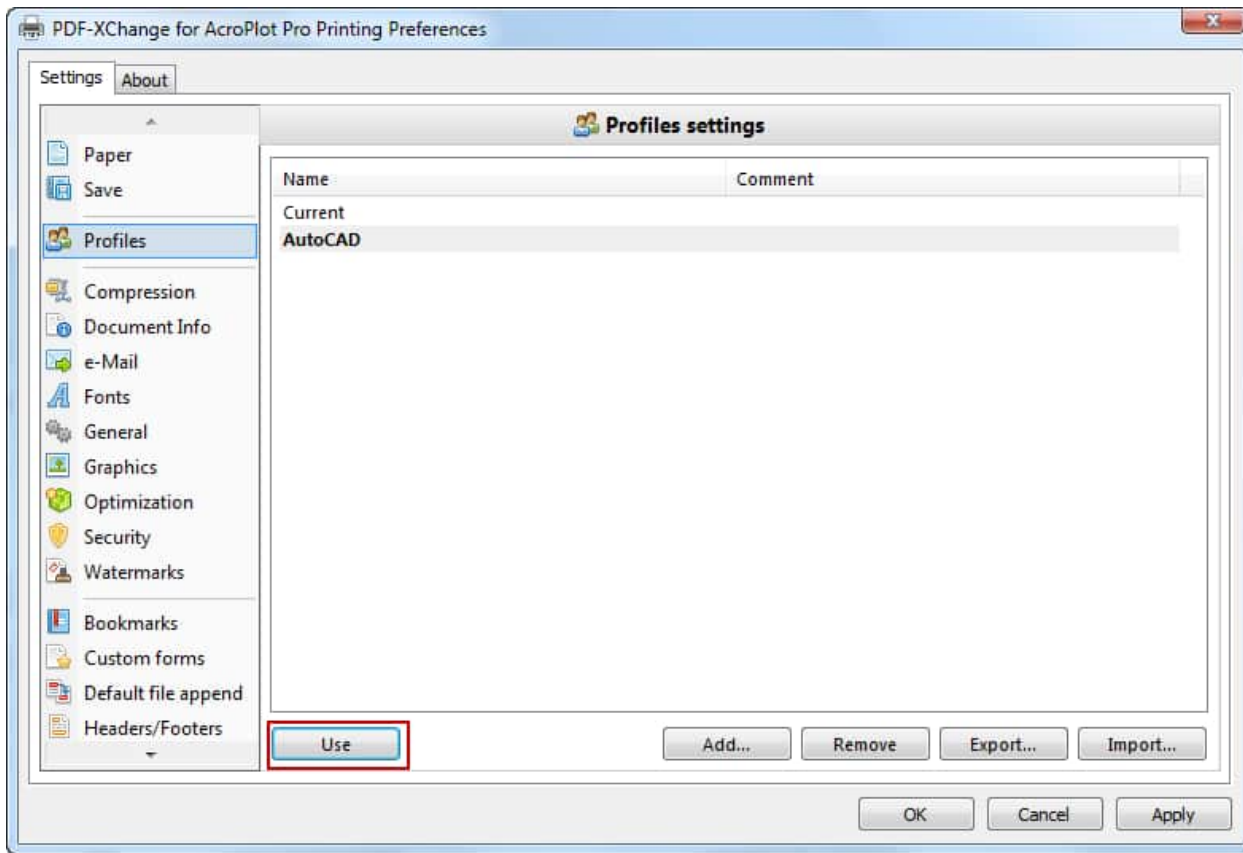 PDF-XChange for AcroPlot Pro Printing Preferences
Settings About
Profiles settings
Paper
Save
Profiles
Compression
Document Info
e-Mail
Fonts
General
Graphics
Optimization
Security
Watermarks
Bookmarks
Custom forms
Default file append
Headers/Footers
Name Comment
Current
AutoCAD
Use Add... Remove Export... Import...
OK Cancel Apply